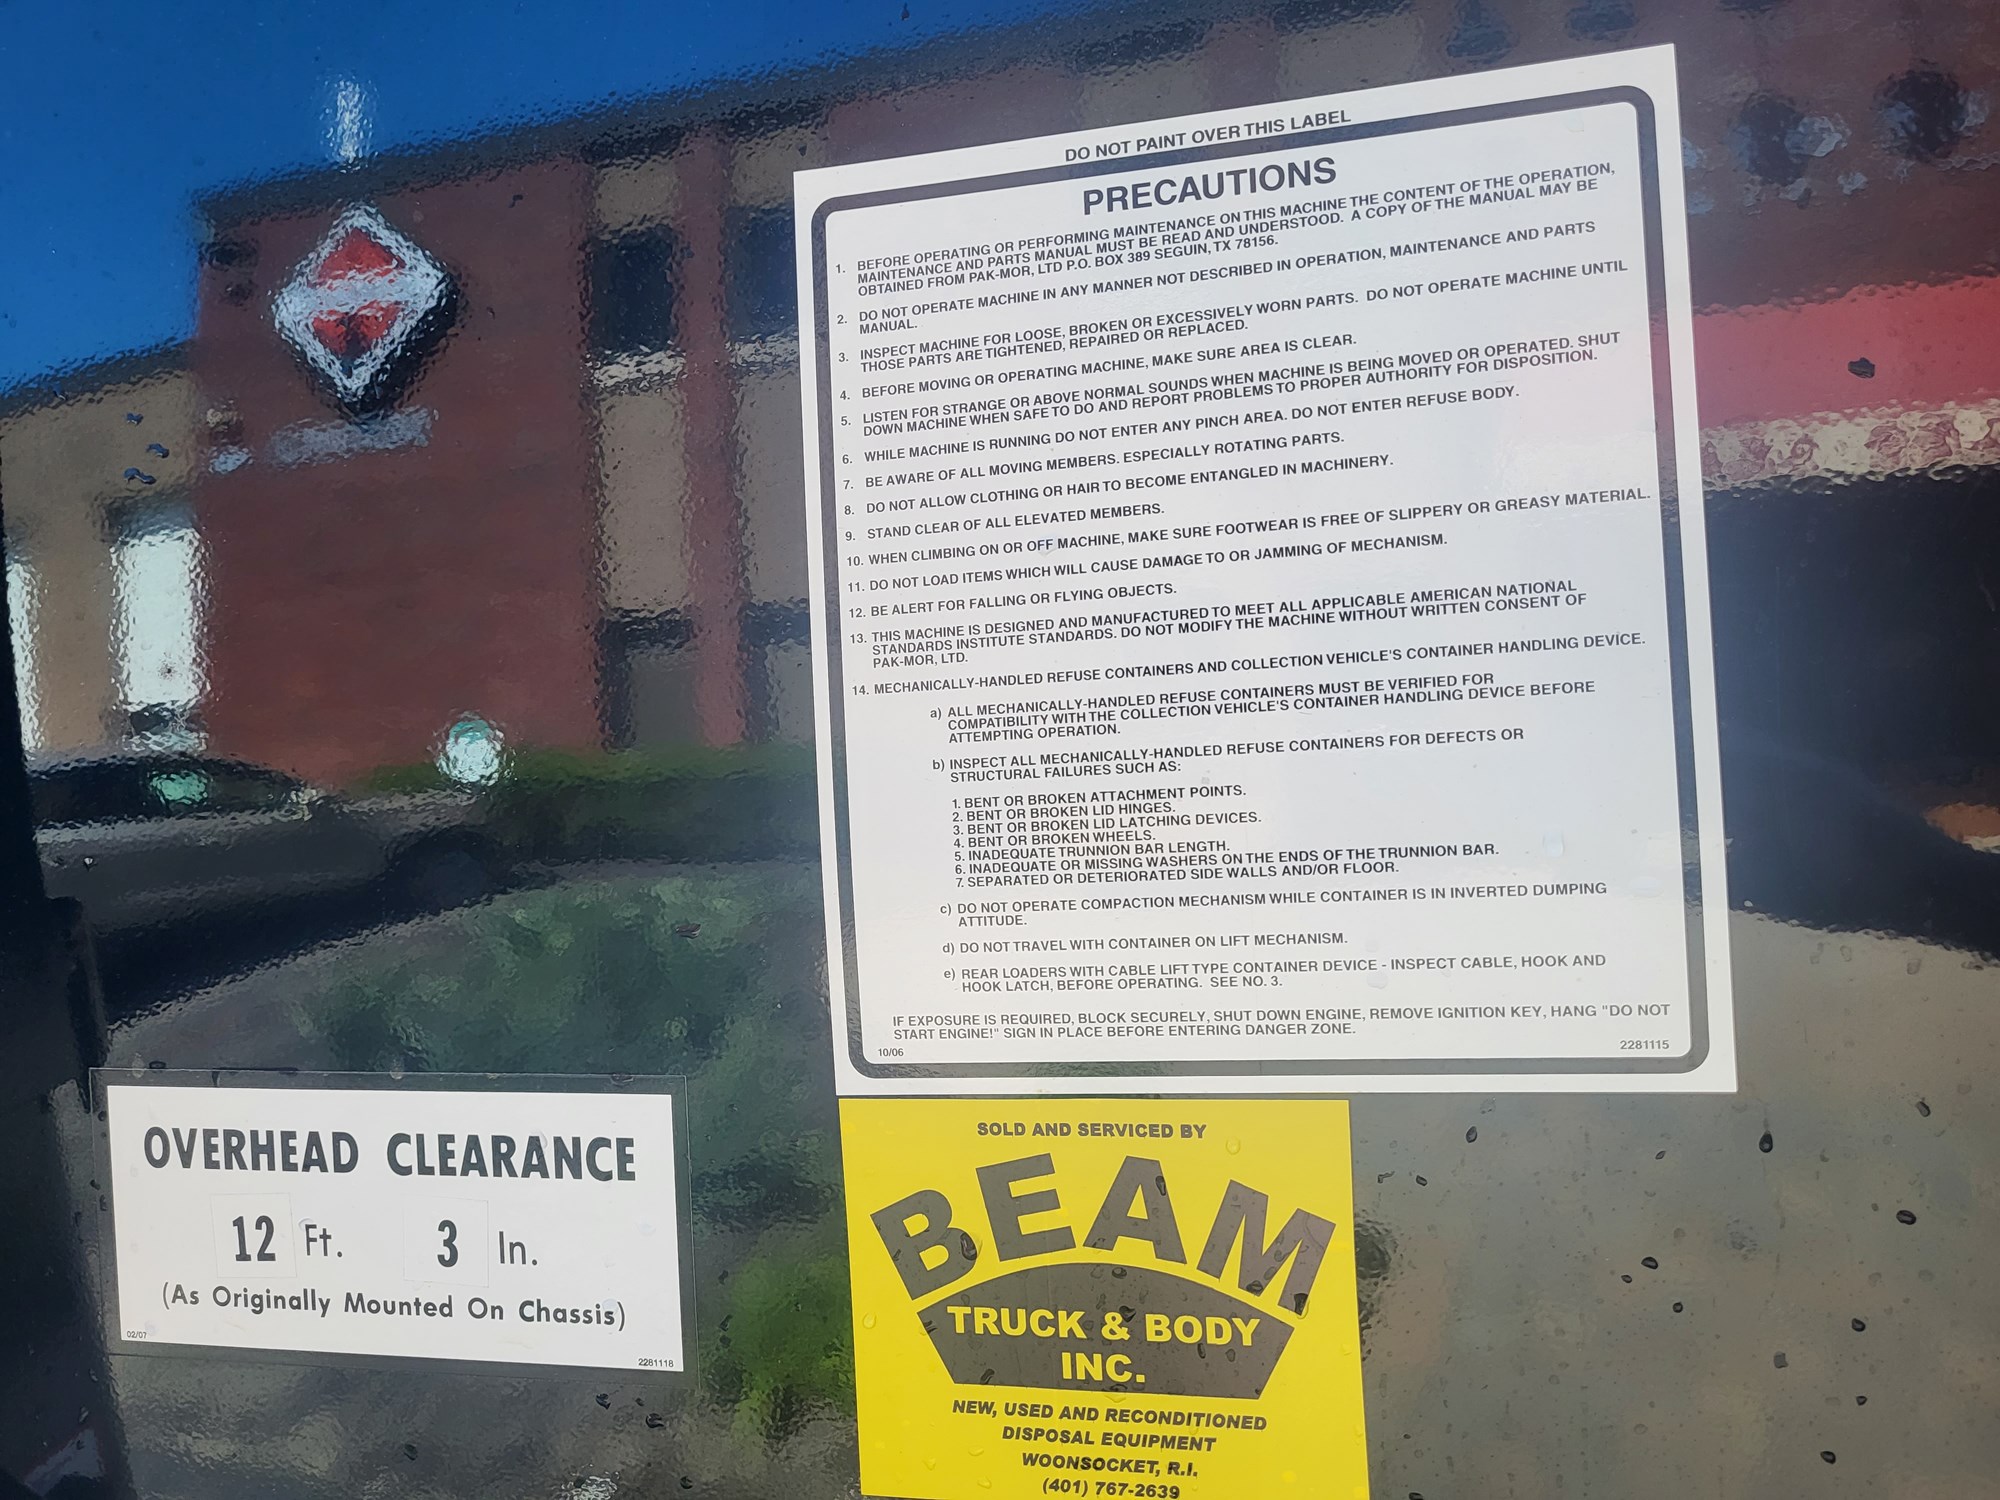 DO NOT PAINT OVER THIS LABEL
PRECAUTIONS
1. BEFORE OPERATING OR PERFORMING MAINTENANCE ON THIS MACHINE THE CONTENT OF THE OPERATION,
MAINTENANCE AND PARTS MANUAL MUST BE READ AND UNDERSTOOD. A COPY OF THE MANUAL MAY BE
OBTAINED FROM PAK-MOR, LTD P.O. BOX 389 SEGUIN, TX 78156.
2. DO NOT OPERATE MACHINE IN ANY MANNER NOT DESCRIBED IN OPERATION, MAINTENANCE AND PARTS
MANUAL.
3. INSPECT MACHINE FOR LOOSE, BROKEN OR EXCESSIVELY WORN PARTS. DO NOT OPERATE MACHINE UNTIL
THOSE PARTS ARE TIGHTENED, REPAIRED OR REPLACED.
4. BEFORE MOVING OR OPERATING MACHINE, MAKE SURE AREA IS CLEAR.
5. LISTEN FOR STRANGE OR ABOVE NORMAL SOUNDS WHEN MACHINE IS BEING MOVED OR OPERATED. SHUT
DOWN MACHINE WHEN SAFE TO DO AND REPORT PROBLEMS TO PROPER AUTHORITY FOR DISPOSITION.
6. WHILE MACHINE IS RUNNING DO NOT ENTER ANY PINCH AREA. DO NOT ENTER REFUSE BODY.
7. BE AWARE OF ALL MOVING MEMBERS. ESPECIALLY ROTATING PARTS.
8. DO NOT ALLOW CLOTHING OR HAIR TO BECOME ENTANGLED IN MACHINERY.
9. STAND CLEAR OF ALL ELEVATED MEMBERS.
10. WHEN CLIMBING ON OR OFF MACHINE, MAKE SURE FOOTWEAR IS FREE OF SLIPPERY OR GREASY MATERIAL.
11. DO NOT LOAD ITEMS WHICH WILL CAUSE DAMAGE TO OR JAMMING OF MECHANISM.
12. BE ALERT FOR FALLING OR FLYING OBJECTS.
13. THIS MACHINE IS DESIGNED AND MANUFACTURED TO MEET ALL APPLICABLE AMERICAN NATIONAL
STANDARDS INSTITUTE STANDARDS. DO NOT MODIFY THE MACHINE WITHOUT WRITTEN CONSENT OF
PAK-MOR, LTD.
14. MECHANICALLY-HANDLED REFUSE CONTAINERS AND COLLECTION VEHICLE'S CONTAINER HANDLING DEVICE.
a) ALL MECHANICALLY-HANDLED REFUSE CONTAINERS MUST BE VERIFIED FOR
COMPATIBILITY WITH THE COLLECTION VEHICLE'S CONTAINER HANDLING DEVICE BEFORE
ATTEMPTING OPERATION.
b) INSPECT ALL MECHANICALLY-HANDLED REFUSE CONTAINERS FOR DEFECTS OR
STRUCTURAL FAILURES SUCH AS:
1. BENT OR BROKEN ATTACHMENT POINTS.
2. BENT OR BROKEN LID HINGES.
3. BENT OR BROKEN LID LATCHING DEVICES.
4. BENT OR BROKEN WHEELS.
5. INADEQUATE TRUNNION BAR LENGTH.
6. INADEQUATE OR MISSING WASHERS ON THE ENDS OF THE TRUNNION BAR.
7. SEPARATED OR DETERIORATED SIDE WALLS AND/OR FLOOR.
c) DO NOT OPERATE COMPACTION MECHANISM WHILE CONTAINER IS IN INVERTED DUMPING
ATTITUDE.
d) DO NOT TRAVEL WITH CONTAINER ON LIFT MECHANISM.
e) REAR LOADERS WITH CABLE LIFT TYPE CONTAINER DEVICE - INSPECT CABLE, HOOK AND
HOOK LATCH, BEFORE OPERATING. SEE NO. 3.
IF EXPOSURE IS REQUIRED, BLOCK SECURELY, SHUT DOWN ENGINE, REMOVE IGNITION KEY, HANG "DO NOT
START ENGINE!" SIGN IN PLACE BEFORE ENTERING DANGER ZONE.
10/06 2281115
OVERHEAD CLEARANCE
12 Ft. 3 In.
(As Originally Mounted On Chassis)
02/07 2281118
SOLD AND SERVICED BY
BEAM
TRUCK & BODY
INC.
NEW, USED AND RECONDITIONED
DISPOSAL EQUIPMENT
WOONSOCKET, R.I.
(401) 767-2639